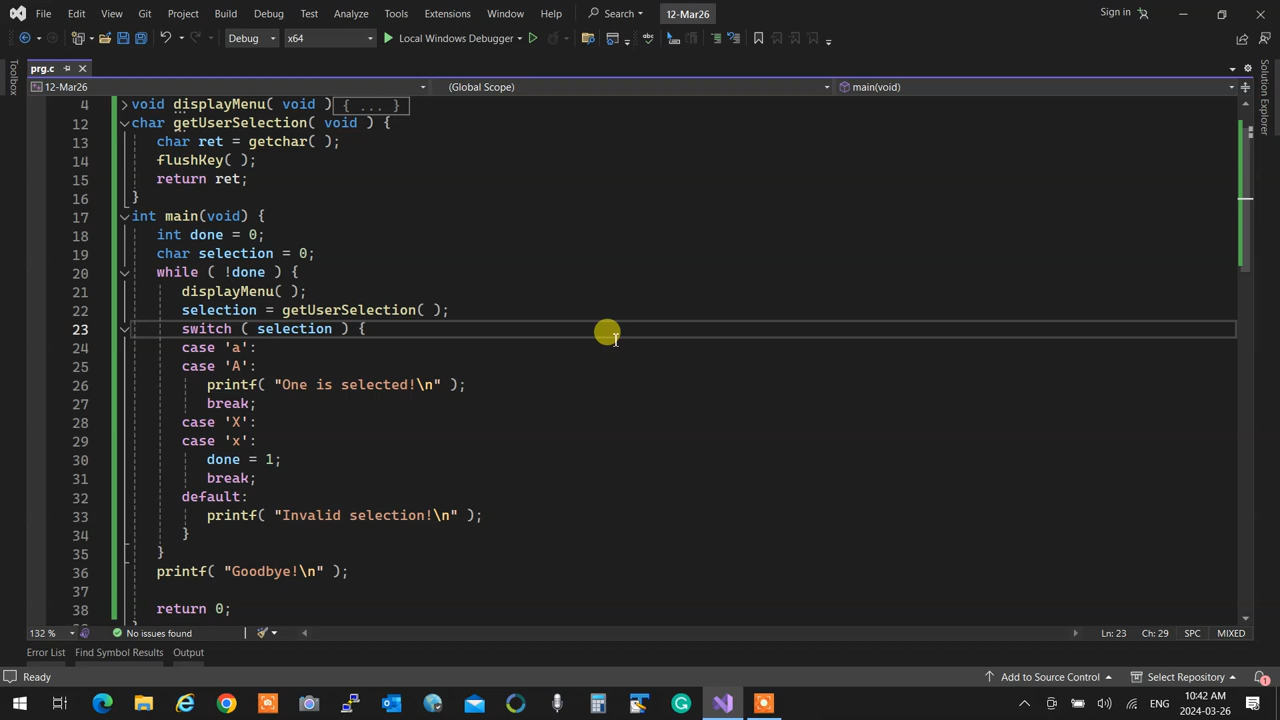 File Edit View Git Project Build Debug Test Analyze Tools Extensions Window Help Search 12-Mar26 Sign in
Debug x64 Local Windows Debugger
prg.c
12-Mar26 (Global Scope) main(void)
Toolbox
Solution Explorer
4 void displayMenu( void ){ ... }
12 char getUserSelection( void ) {
13 char ret = getchar( );
14 flushKey( );
15 return ret;
16 }
17 int main(void) {
18 int done = 0;
19 char selection = 0;
20 while ( !done ) {
21 displayMenu( );
22 selection = getUserSelection( );
23 switch ( selection ) {
24 case 'a':
25 case 'A':
26 printf( "One is selected!\n" );
27 break;
28 case 'X':
29 case 'x':
30 done = 1;
31 break;
32 default:
33 printf( "Invalid selection!\n" );
34 }
35 }
36 printf( "Goodbye!\n" );
37
38 return 0;
132 % No issues found Ln: 23 Ch: 29 SPC MIXED
Error List Find Symbol Results Output
Ready Add to Source Control Select Repository 1
ENG 10:42 AM
2024-03-26